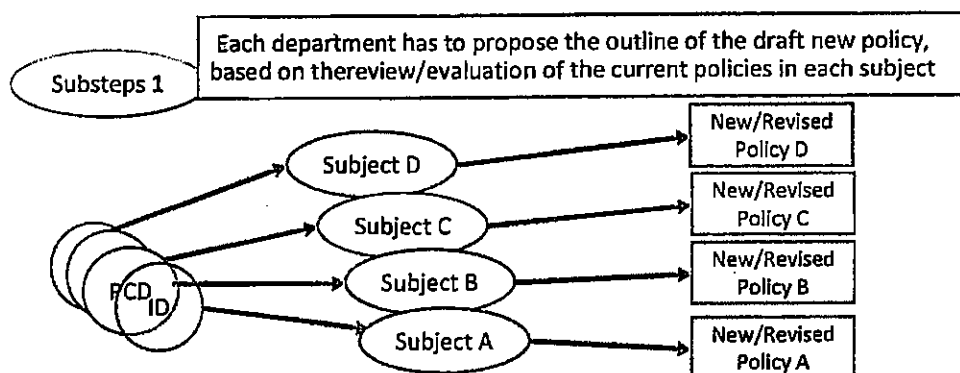 Each department has to propose the outline of the draft new policy,
based on thereview/evaluation of the current policies in each subject
Substeps 1
New/Revised
Policy D
Subject D
New/Revised
Policy C
Subject C
New/Revised
Policy B
Subject B
ID
New/Revised
Policy A
Subject A